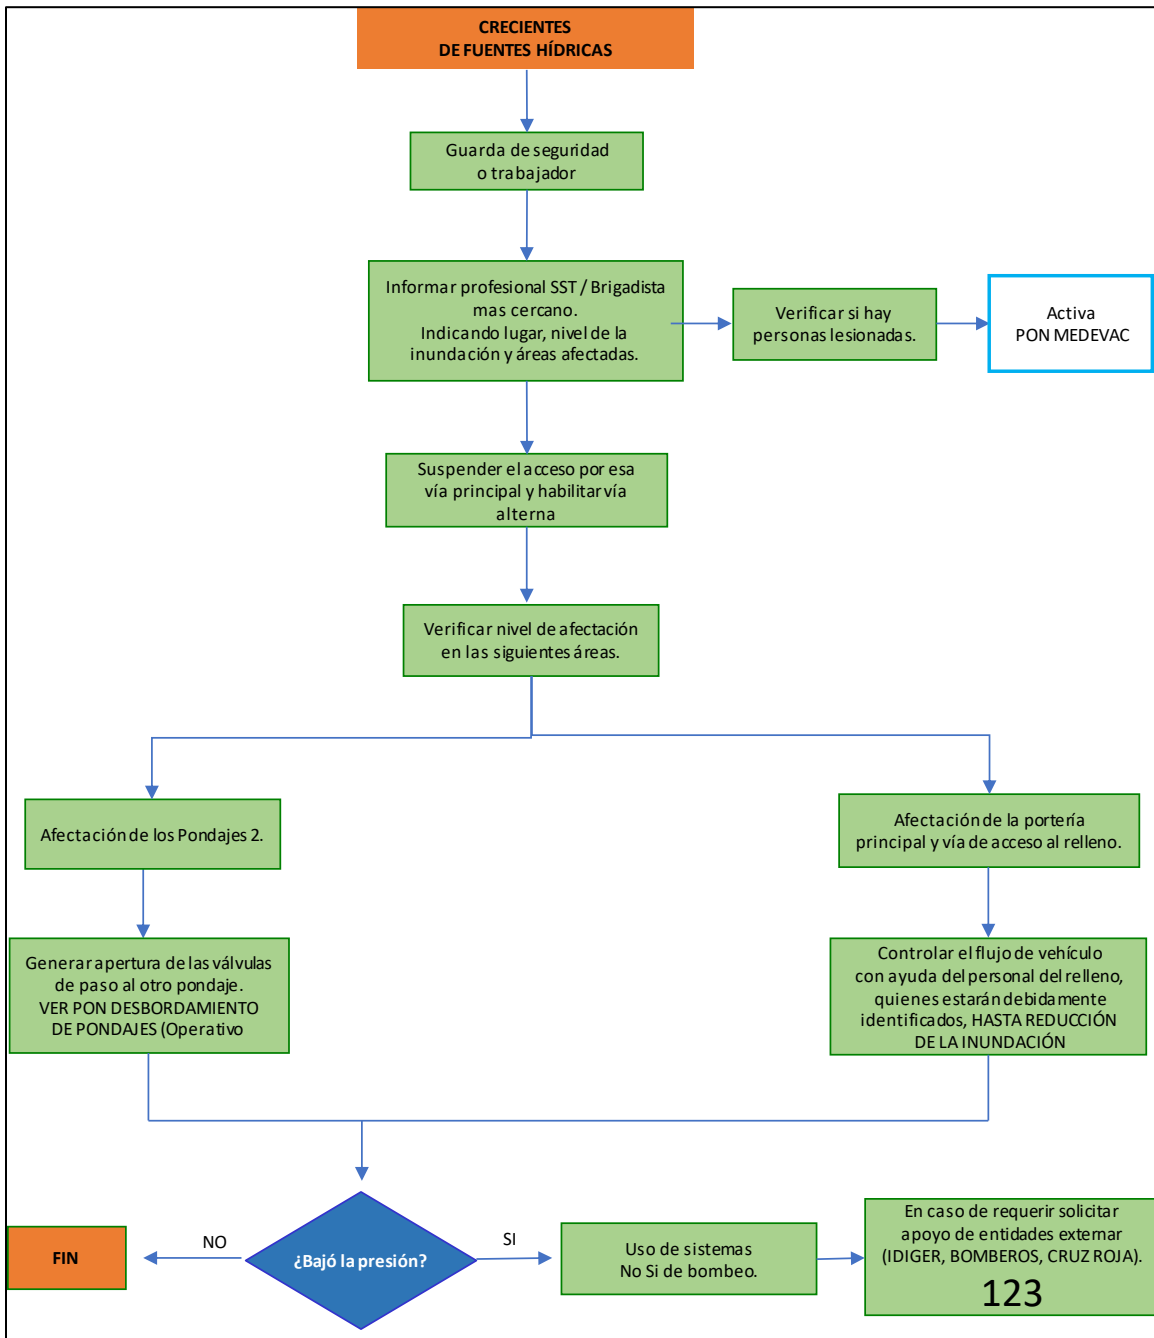 CRECIENTES
DE FUENTES HÍDRICAS
Guarda de seguridad
o trabajador
Informar profesional SST / Brigadista
mas cercano.
Indicando lugar, nivel de la
inundación y áreas afectadas.
Verificar si hay
personas lesionadas.
Activa
PON MEDEVAC
Suspender el acceso por esa
vía principal y habilitar vía
alterna
Verificar nivel de afectación
en las siguientes áreas.
Afectación de los Pondajes 2.
Afectación de la portería
principal y vía de acceso al relleno.
Generar apertura de las válvulas
de paso al otro pondaje.
VER PON DESBORDAMIENTO
DE PONDAJES (Operativo
Controlar el flujo de vehículo
con ayuda del personal del relleno,
quienes estarán debidamente
identificados, HASTA REDUCCIÓN
DE LA INUNDACIÓN
FIN
NO
¿Bajó la presión?
SI
Uso de sistemas
No Si de bombeo.
En caso de requerir solicitar
apoyo de entidades externar
(IDIGER, BOMBEROS, CRUZ ROJA).
123